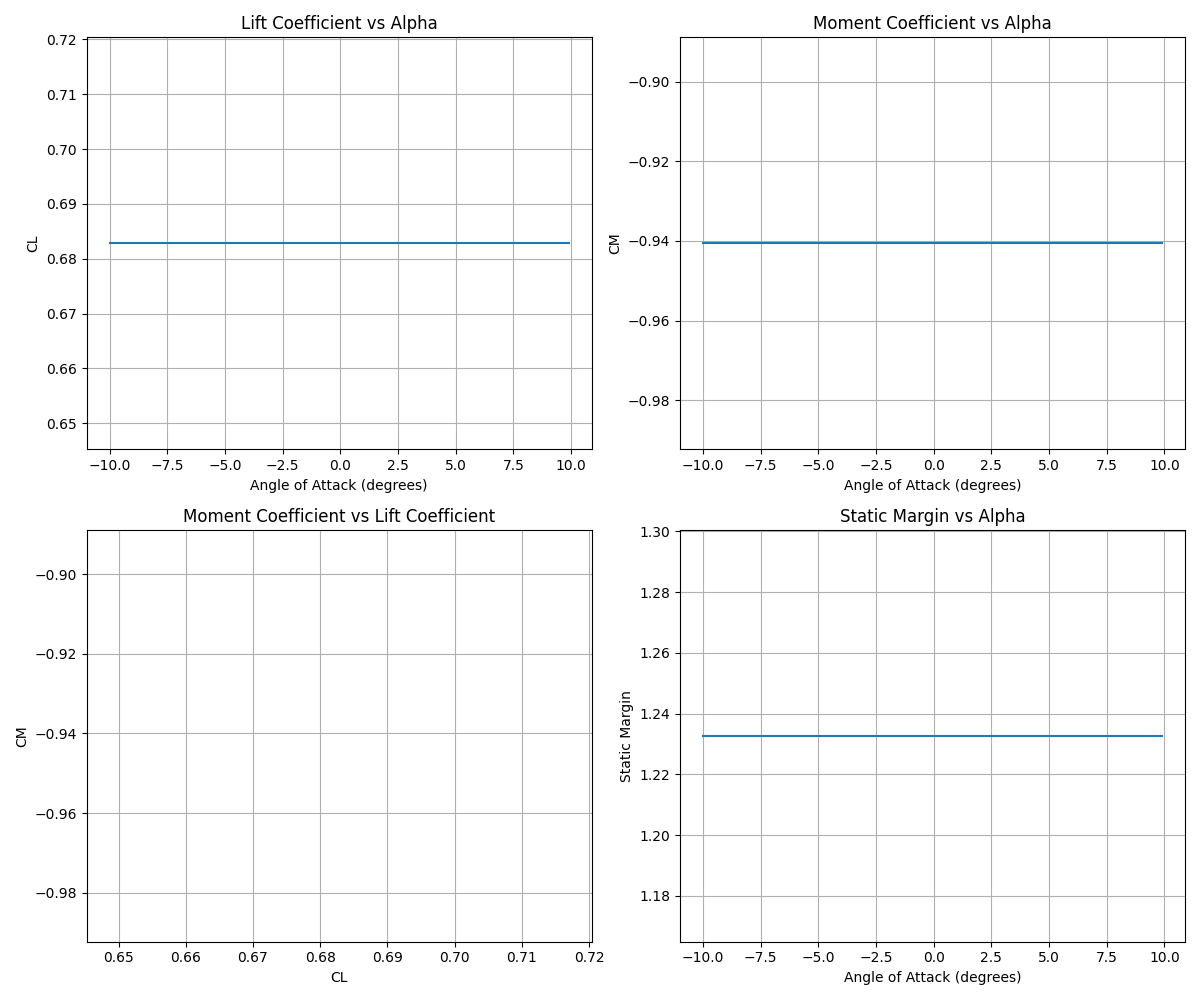 Lift Coefficient vs Alpha
0.72
0.71
0.70
0.69
0.68
0.67
0.66
0.65
CL
−10.0 −7.5 −5.0 −2.5 0.0 2.5 5.0 7.5 10.0
Angle of Attack (degrees)
Moment Coefficient vs Alpha
−0.90
−0.92
−0.94
−0.96
−0.98
CM
−10.0 −7.5 −5.0 −2.5 0.0 2.5 5.0 7.5 10.0
Angle of Attack (degrees)
Moment Coefficient vs Lift Coefficient
−0.90
−0.92
−0.94
−0.96
−0.98
CM
0.65 0.66 0.67 0.68 0.69 0.70 0.71 0.72
CL
Static Margin vs Alpha
1.30
1.28
1.26
1.24
1.22
1.20
1.18
Static Margin
−10.0 −7.5 −5.0 −2.5 0.0 2.5 5.0 7.5 10.0
Angle of Attack (degrees)